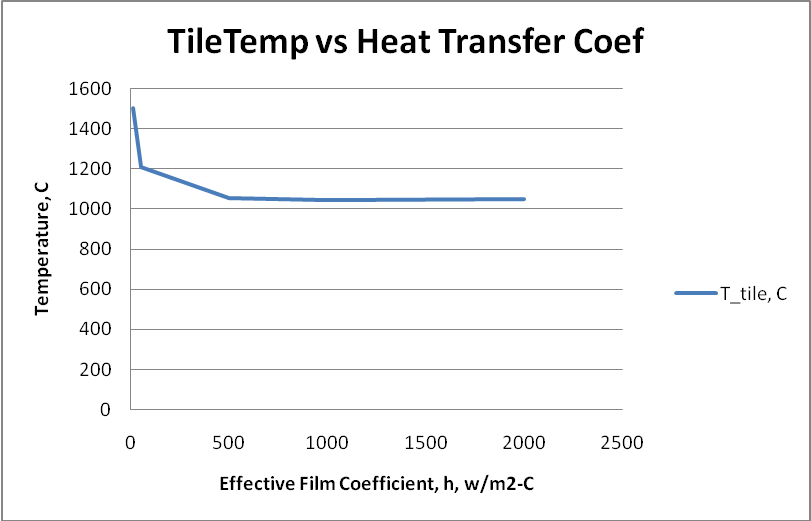 TileTemp vs Heat Transfer Coef
1600
1400
1200
1000
800
600
400
200
0
Temperature, C
0 500 1000 1500 2000 2500
Effective Film Coefficient, h, w/m2-C
T_tile, C